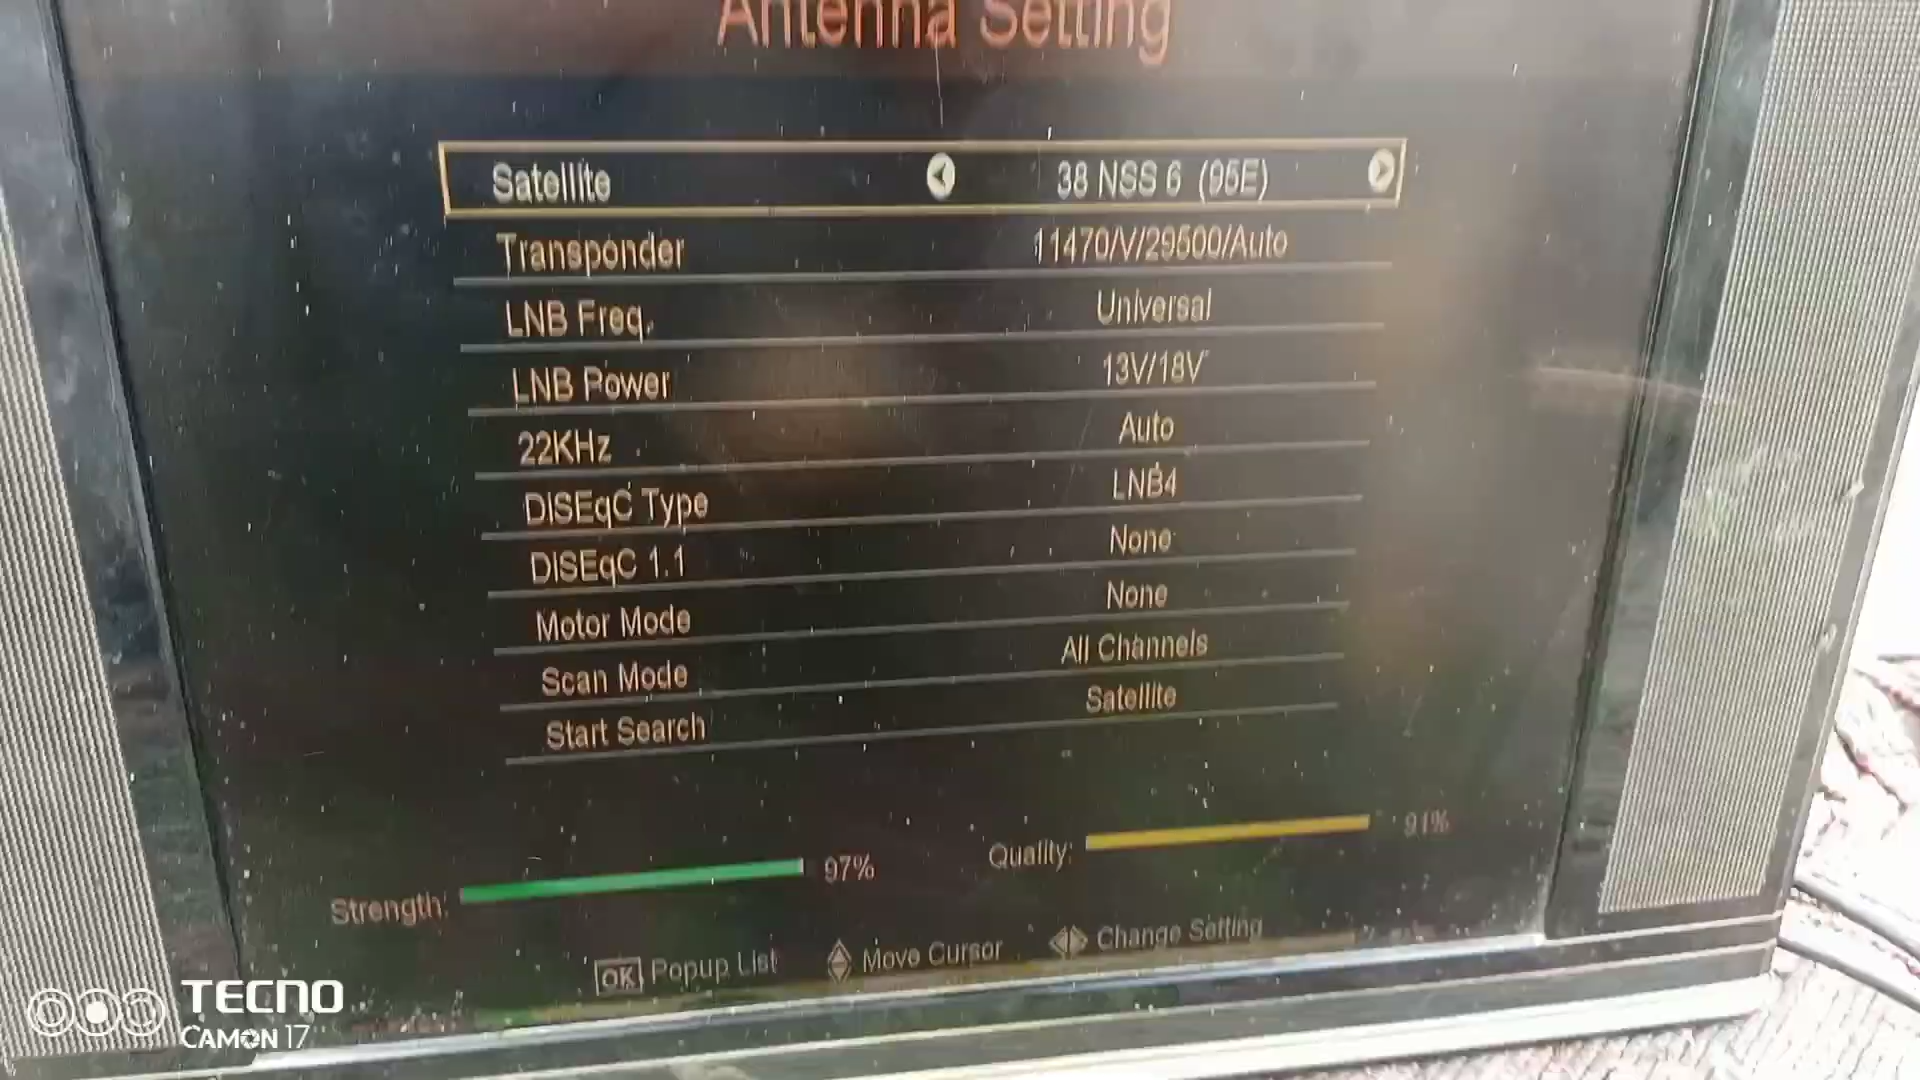 Antenna Setting
Satellite 38 NSS 6 (95E)
Transponder 11470/V/29500/Auto
LNB Freq. Universal
LNB Power 13V/18V
22KHz Auto
DiSEqC Type LNB4
DiSEqC 1.1 None
Motor Mode None
Scan Mode All Channels
Start Search Satellite
Strength: 97% Quality: 91%
OK Popup List Move Cursor Change Setting
TECNO
CAMON 17